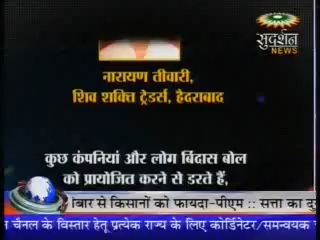 सुदर्शन
NEWS
नारायण तीवारी,
शिव शक्ति ट्रेडर्स, हैदराबाद
कुछ कंपनियां और लोग बिंदास बोल
को प्रायोजित करने से डरते हैं,
बार से किसानों को फायदा-पीएम :: सत्ता का
चैनल के विस्तार हेतू प्रत्येक राज्य के लिए कोर्डिनेटर/समन्वयक